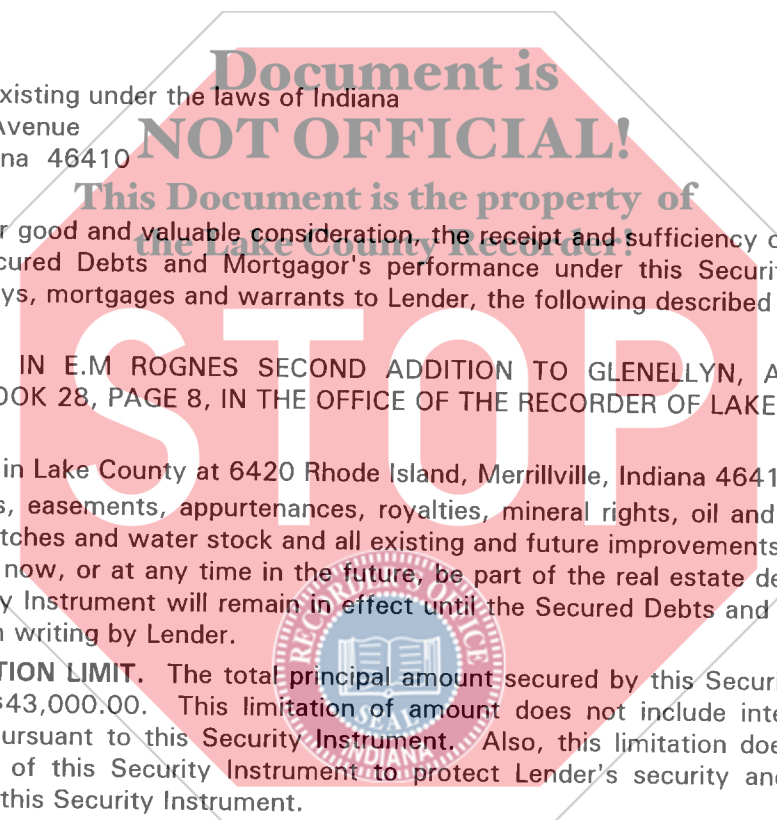 Document is
xisting under the laws of Indiana
Avenue
NOT OFFICIAL!
na 46410
This Document is the property of
r good and valuable consideration, the receipt and sufficiency
the Lake County Recorder!
cured Debts and Mortgagor's performance under this Securi
ys, mortgages and warrants to Lender, the following described
IN E.M ROGNES SECOND ADDITION TO GLENELLYN, A
OOK 28, PAGE 8, IN THE OFFICE OF THE RECORDER OF LAKE
STOP
in Lake County at 6420 Rhode Island, Merrillville, Indiana 4641
s, easements, appurtenances, royalties, mineral rights, oil and
tches and water stock and all existing and future improvements
now, or at any time in the future, be part of the real estate de
y Instrument will remain in effect until the Secured Debts and
n writing by Lender.
RECORDER'S OFFICE
TION LIMIT. The total principal amount secured by this Securi
$43,000.00. This limitation of amount does not include inte
SEAL
ursuant to this Security Instrument. Also, this limitation doe
INDIANA
of this Security Instrument to protect Lender's security and
this Security Instrument.